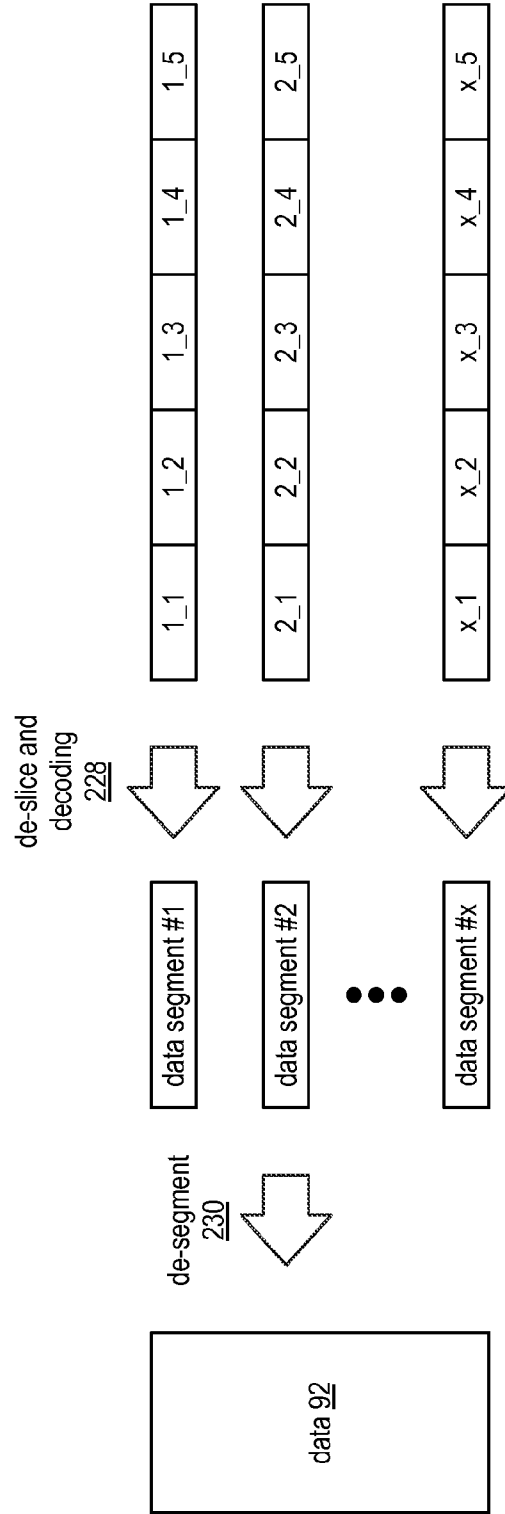 de-slice and
decoding
228
1_1
1_2
1_3
1_4
1_5
data segment #1
de-segment
230
2_1
2_2
2_3
2_4
2_5
data segment #2
data 92
x_1
x_2
x_3
x_4
x_5
data segment #x